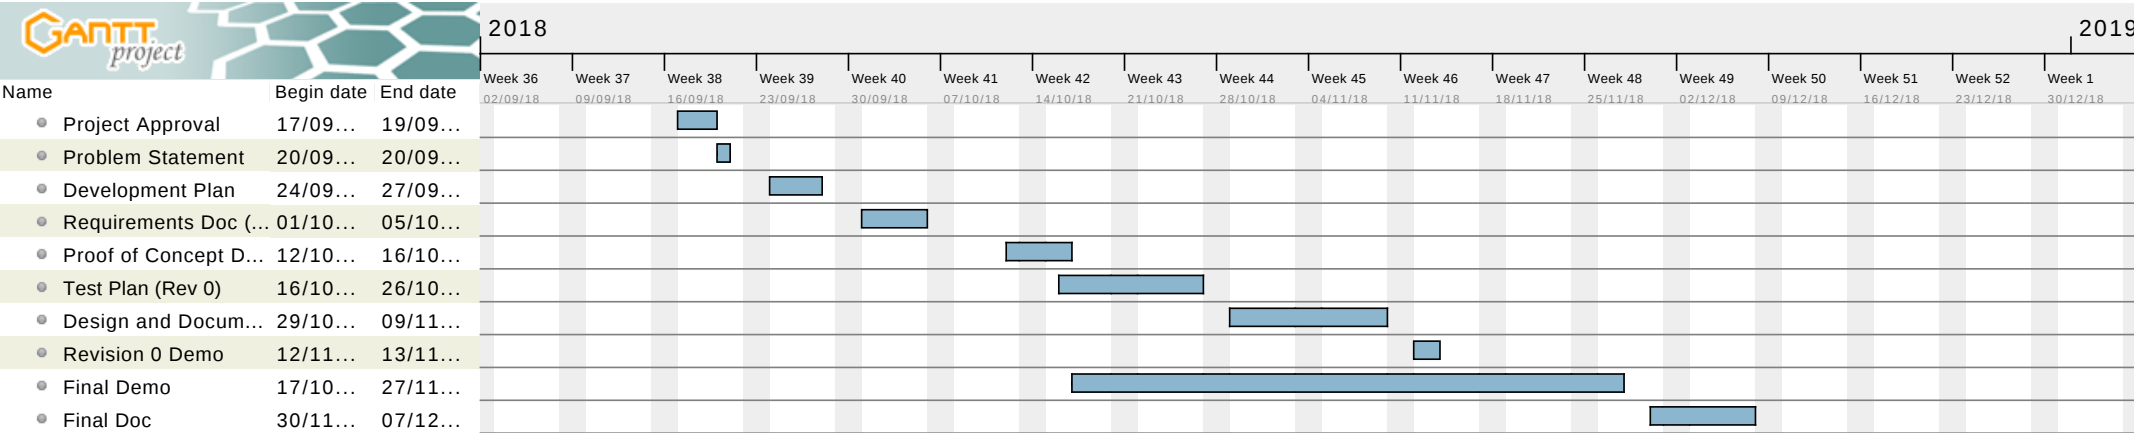 GANTT
project
2018
2019
Week 36 Week 37 Week 38 Week 39 Week 40 Week 41 Week 42 Week 43 Week 44 Week 45 Week 46 Week 47 Week 48 Week 49 Week 50 Week 51 Week 52 Week 1
02/09/18 09/09/18 16/09/18 23/09/18 30/09/18 07/10/18 14/10/18 21/10/18 28/10/18 04/11/18 11/11/18 18/11/18 25/11/18 02/12/18 09/12/18 16/12/18 23/12/18 30/12/18
Name Begin date End date
Project Approval 17/09... 19/09...
Problem Statement 20/09... 20/09...
Development Plan 24/09... 27/09...
Requirements Doc (... 01/10... 05/10...
Proof of Concept D... 12/10... 16/10...
Test Plan (Rev 0) 16/10... 26/10...
Design and Docum... 29/10... 09/11...
Revision 0 Demo 12/11... 13/11...
Final Demo 17/10... 27/11...
Final Doc 30/11... 07/12...